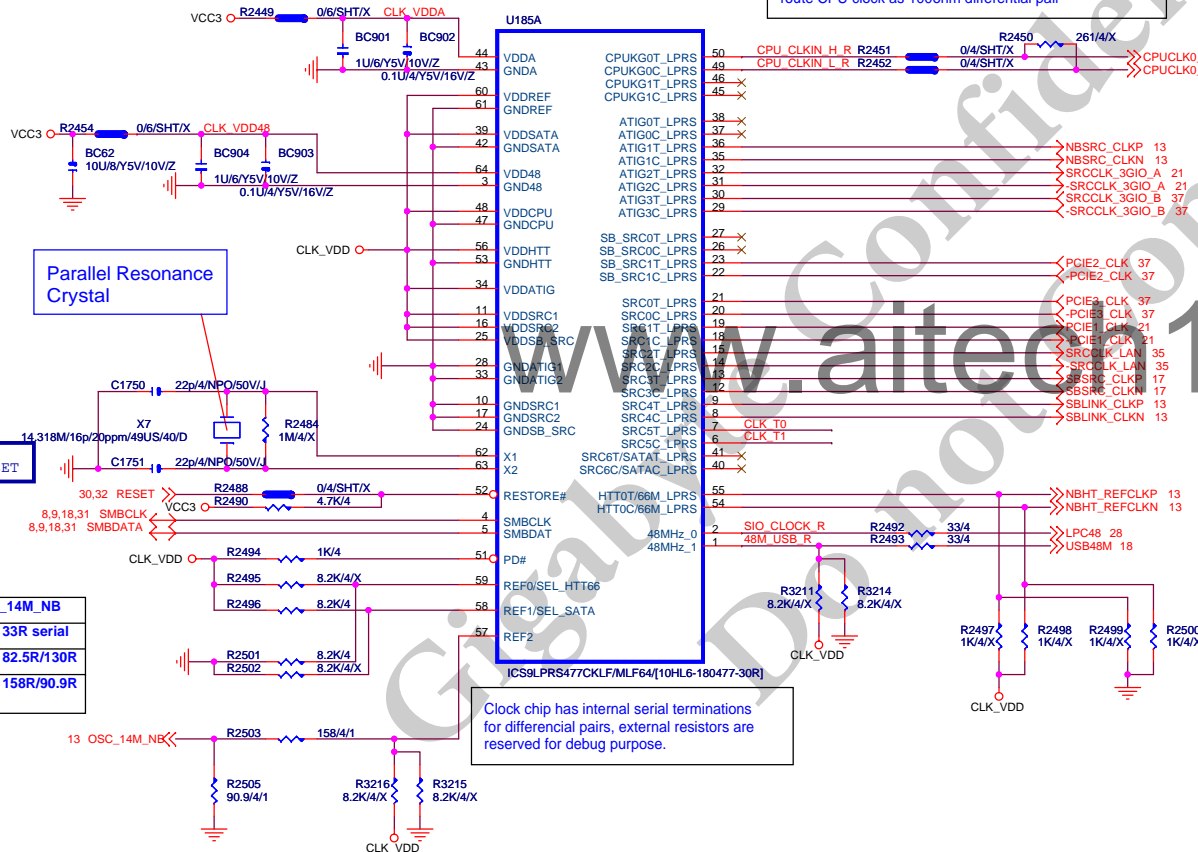 route CPU clock as 100ohm differential pair
VCC3
R2449
0/6/SHT/X
CLK_VDDA
BC901
BC902
1U/6/Y5V/10V/Z
0.1U/4/Y5V/16V/Z
VCC3
R2454
0/6/SHT/X
CLK_VDD48
BC62
10U/8/Y5V/10V/Z
BC904
BC903
1U/6/Y5V/10V/Z
0.1U/4/Y5V/16V/Z
CLK_VDD
Parallel Resonance
Crystal
C1750
22p/4/NPO/50V/J
X7
14.318M/16p/20ppm/49US/40/D
R2484
1M/4/X
C1751
22p/4/NPO/50V/J
ET
30,32 RESET
R2488
0/4/SHT/X
VCC3
R2490
4.7K/4
8,9,18,31 SMBCLK
8,9,18,31 SMBDATA
CLK_VDD
R2494
1K/4
R2495
8.2K/4/X
R2496
8.2K/4
R2501
8.2K/4
R2502
8.2K/4/X
_14M_NB
33R serial
82.5R/130R
158R/90.9R
13 OSC_14M_NB
R2503
158/4/1
R2505
90.9/4/1
R3216
8.2K/4/X
R3215
8.2K/4/X
CLK_VDD
U185A
44 VDDA
43 GNDA
60 VDDREF
61 GNDREF
39 VDDSATA
42 GNDSATA
64 VDD48
3 GND48
48 VDDCPU
47 GNDCPU
56 VDDHTT
53 GNDHTT
34 VDDATIG
11 VDDSRC1
16 VDDSRC2
25 VDDSB_SRC
28 GNDATIG1
33 GNDATIG2
10 GNDSRC1
17 GNDSRC2
24 GNDSB_SRC
62 X1
63 X2
52 RESTORE#
4 SMBCLK
5 SMBDAT
51 PD#
59 REF0/SEL_HTT66
58 REF1/SEL_SATA
57 REF2
CPUKG0T_LPRS 50 CPU_CLKIN_H_R R2451 0/4/SHT/X
CPUKG0C_LPRS 49 CPU_CLKIN_L_R R2452 0/4/SHT/X
R2450 261/4/X
CPUCLK0
CPUCLK0
CPUKG1T_LPRS 46
CPUKG1C_LPRS 45
ATIG0T_LPRS 38
ATIG0C_LPRS 37
ATIG1T_LPRS 36 NBSRC_CLKP 13
ATIG1C_LPRS 35 NBSRC_CLKN 13
ATIG2T_LPRS 32 SRCCLK_3GIO_A 21
ATIG2C_LPRS 31 -SRCCLK_3GIO_A 21
ATIG3T_LPRS 30 SRCCLK_3GIO_B 37
ATIG3C_LPRS 29 -SRCCLK_3GIO_B 37
SB_SRC0T_LPRS 27
SB_SRC0C_LPRS 26
SB_SRC1T_LPRS 23 PCIE2_CLK 37
SB_SRC1C_LPRS 22 -PCIE2_CLK 37
SRC0T_LPRS 21 PCIE3_CLK 37
SRC0C_LPRS 20 -PCIE3_CLK 37
SRC1T_LPRS 19 PCIE1_CLK 21
SRC1C_LPRS 18 -PCIE1_CLK 21
SRC2T_LPRS 15 SRCCLK_LAN 35
SRC2C_LPRS 14 -SRCCLK_LAN 35
SRC3T_LPRS 13 SBSRC_CLKP 17
SRC3C_LPRS 12 SBSRC_CLKN 17
SRC4T_LPRS 9 SBLINK_CLKP 13
SRC4C_LPRS 8 SBLINK_CLKN 13
SRC5T_LPRS 7 CLK_T0
SRC5C_LPRS 6 CLK_T1
SRC6T/SATAT_LPRS 41
SRC6C/SATAC_LPRS 40
HTT0T/66M_LPRS 55 NBHT_REFCLKP 13
HTT0C/66M_LPRS 54 NBHT_REFCLKN 13
48MHz_0 2 SIO_CLOCK_R R2492 33/4 LPC48 28
48MHz_1 1 48M_USB_R R2493 33/4 USB48M 18
R3211
8.2K/4/X
R3214
8.2K/4/X
CLK_VDD
R2497
1K/4/X
R2498
1K/4/X
R2499
1K/4/X
R2500
1K/4/X
CLK_VDD
ICS9LPRS477CKLF/MLF64/[10HL6-180477-30R]
Clock chip has internal serial terminations
for differencial pairs, external resistors are
reserved for debug purpose.
www.aitech1
Gigabyte Confiden
Do not Con